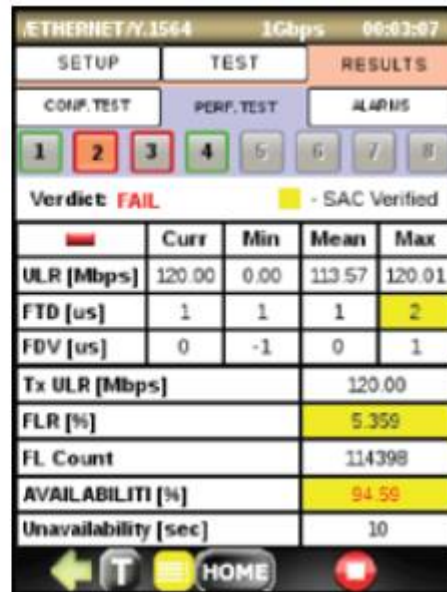 /ETHERNET/Y.1564 1Gbps 00:03:07
SETUP TEST RESULTS
CONF. TEST PERF. TEST ALARMS
1 2 3 4 5 6 7 8
Verdict: FAIL - SAC Verified
Curr Min Mean Max
ULR [Mbps] 120.00 0.00 113.57 120.01
FTD [us] 1 1 1 2
FDV [us] 0 -1 0 1
Tx ULR [Mbps] 120.00
FLR [%] 5.359
FL Count 114398
AVAILABILITI [%] 94.59
Unavailability [sec] 10
T HOME